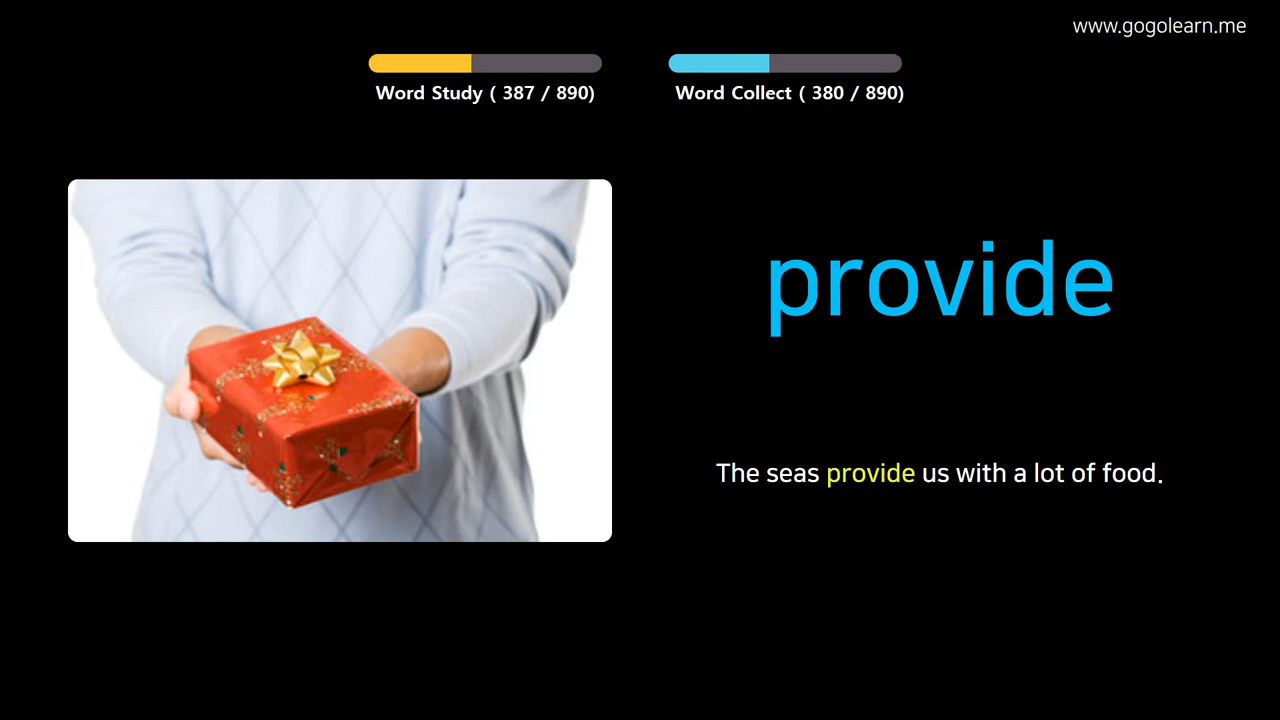 www.gogolearn.me
Word Study ( 387 / 890)
Word Collect ( 380 / 890)
provide
The seas provide us with a lot of food.